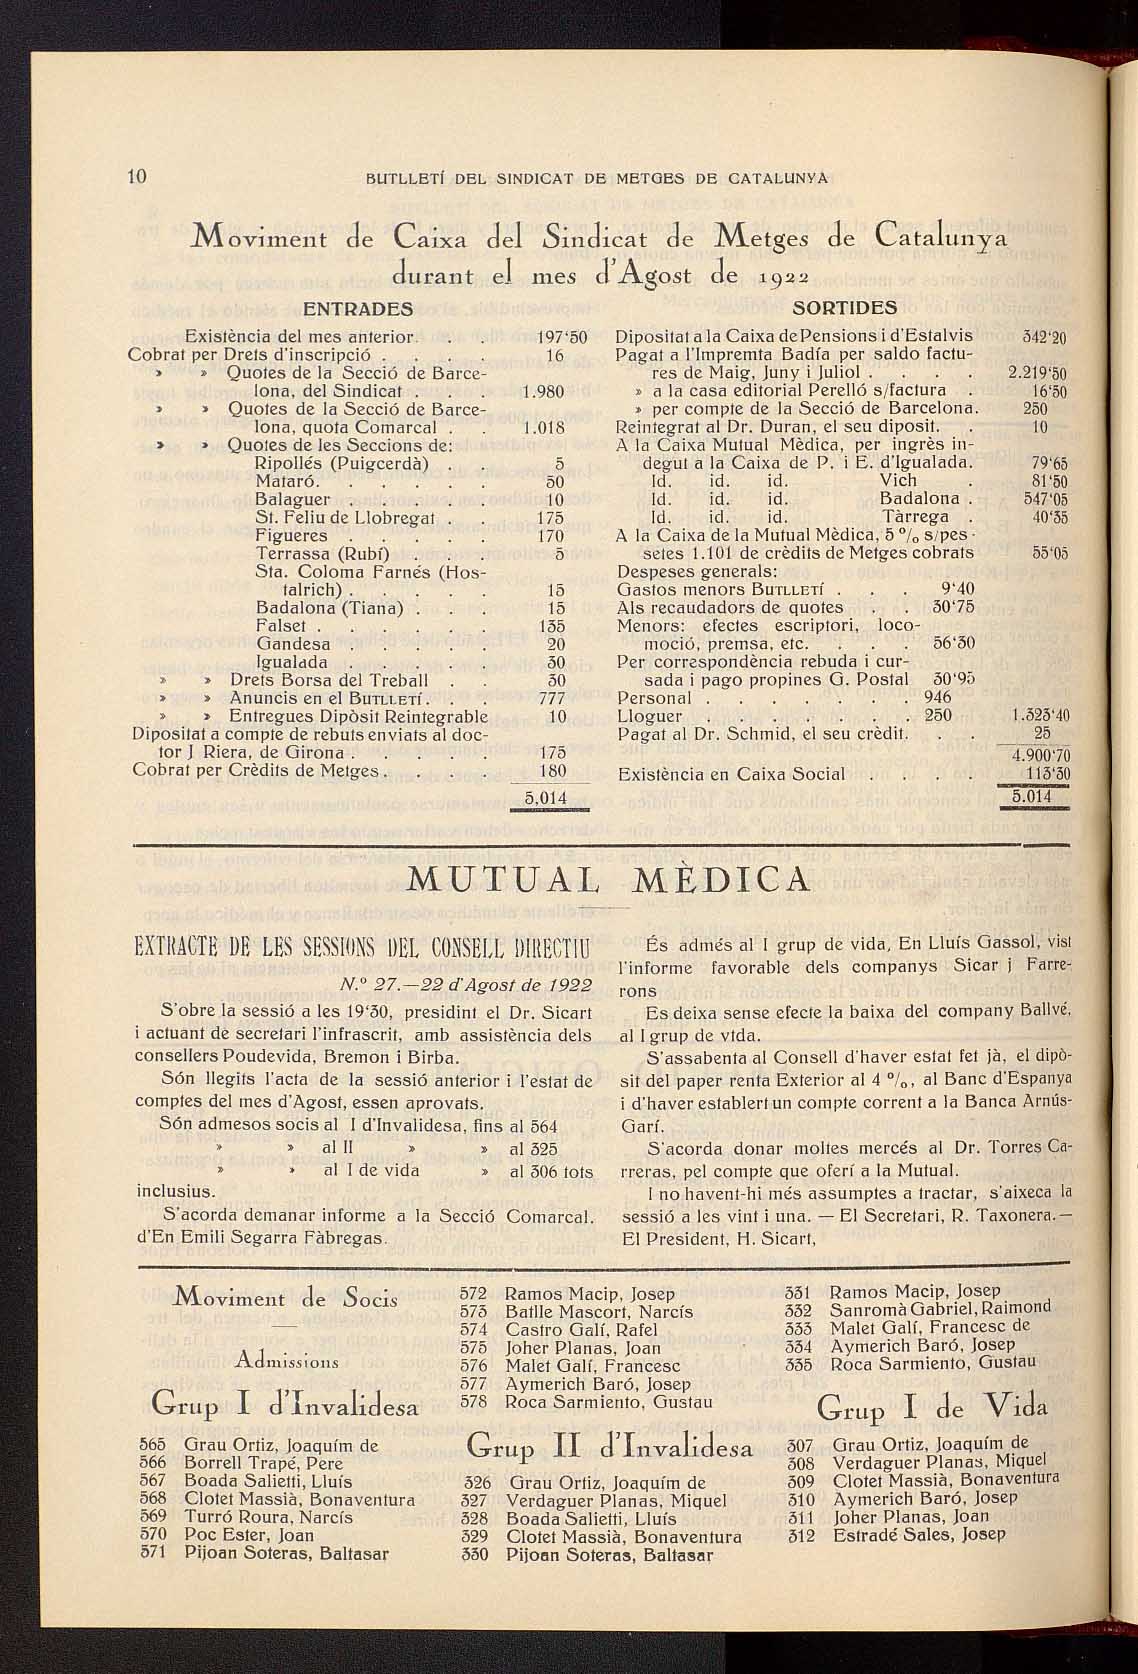 10
BUTLLETÍ DEL SINDICAT DE METGES DE CATALUNYA
Moviment de Caixa del Sindicat de Metges de Catalunya
durant el mes d'Agost de 1922
ENTRADES
Existència del mes anterior. . . . 197'50
Cobrat per Drets d'inscripció . . . . 16
» » Quotes de la Secció de Barce-
lona, del Sindicat . . . 1.980
» » Quotes de la Secció de Barce-
lona, quota Comarcal . . 1.018
» » Quotes de les Seccions de:
Ripollés (Puigcerdà) . . 5
Mataró. . . . . . 50
Balaguer . . . . . 10
St. Feliu de Llobregat . 175
Figueres . . . . 170
Terrassa (Rubí) . . . 5
Sta. Coloma Farnés (Hos-
talrich) . . . . . 15
Badalona (Tiana) . . . 15
Falset . . . . . . 135
Gandesa . . . . 20
Igualada . . . . . 30
» » Drets Borsa del Treball . . 30
» » Anuncis en el BUTLLETÍ. . . 777
» » Entregues Dipòsit Reintegrable 10
Dipositat a compte de rebuts enviats al doc-
tor J Riera, de Girona . . . . . 175
Cobrat per Crèdits de Metges. . . . 180
5,014
SORTIDES
Dipositat a la Caixa de Pensions i d'Estalvis 342'20
Pagat a l'Impremta Badía per saldo factu-
res de Maig, Juny i Juliol . . . . 2.219'50
» a la casa editorial Perelló s/factura . 16'50
» per compte de la Secció de Barcelona. 250
Reintegrat al Dr. Duran, el seu diposit. . 10
A la Caixa Mutual Mèdica, per ingrès in-
degut a la Caixa de P. i E. d'Igualada. 79'65
Id. id. id. Vich . 81'50
Id. id. id. Badalona . 547'05
Id. id. id. Tàrrega . 40'35
A la Caixa de la Mutual Mèdica, 5 º/o s/pes-
setes 1.101 de crèdits de Metges cobrats 55'05
Despeses generals:
Gastos menors BUTLLETÍ . . . 9'40
Als recaudadors de quotes . . 30'75
Menors: efectes escriptori, loco-
moció, premsa, etc. . . . 56'30
Per correspondència rebuda i cur-
sada i pago propines G. Postal 30'95
Personal . . . . . . . 946
Lloguer . . . . . . . 250 1.323'40
Pagat al Dr. Schmid, el seu crèdit. . . 25
4.900'70
Existència en Caixa Social . . . . 113'30
5.014
MUTUAL MÈDICA
EXTRACTE DE LES SESSIONS DEL CONSELL DIRECTIU
N.º 27.—22 d'Agost de 1922
S'obre la sessió a les 19'30, presidint el Dr. Sicart
i actuant de secretari l'infrascrit, amb assistència dels
consellers Poudevida, Bremon i Birba.
Són llegits l'acta de la sessió anterior i l'estat de
comptes del mes d'Agost, essen aprovats.
Són admesos socis al I d'Invalidesa, fins al 564
» » al II » » al 325
» » al I de vida » al 306 tots
inclusius.
S'acorda demanar informe a la Secció Comarcal.
d'En Emili Segarra Fàbregas.
És admés al I grup de vida, En Lluís Gassol, vist
l'informe favorable dels companys Sicar i Farre-
rons
Es deixa sense efecte la baixa del company Ballvé,
al I grup de vtda.
S'assabenta al Consell d'haver estat fet jà, el dipò-
sit del paper renta Exterior al 4 º/o, al Banc d'Espanya
i d'haver establert un compte corrent a la Banca Arnús-
Garí.
S'acorda donar moltes mercés al Dr. Torres Ca-
rreras, pel compte que oferí a la Mutual.
I no havent-hi més assumptes a tractar, s'aixeca la
sessió a les vint i una. — El Secretari, R. Taxonera.—
El President, H. Sicart,
Moviment de Socis
Admissions
Grup I d'Invalidesa
565 Grau Ortiz, Joaquím de
566 Borrell Trapé, Pere
567 Boada Salietti, Lluís
568 Clotet Massià, Bonaventura
569 Turró Roura, Narcís
570 Poc Ester, Joan
571 Pijoan Soteras, Baltasar
572 Ramos Macip, Josep
573 Batlle Mascort, Narcís
574 Castro Galí, Rafel
575 Joher Planas, Joan
576 Malet Galí, Francesc
577 Aymerich Baró, Josep
578 Roca Sarmiento, Gustau
Grup II d'Invalidesa
326 Grau Ortiz, Joaquím de
327 Verdaguer Planas, Miquel
328 Boada Salietti, Lluís
329 Clotet Massià, Bonaventura
330 Pijoan Soteras, Baltasar
331 Ramos Macip, Josep
332 Sanromà Gabriel, Raimond
333 Malet Galí, Francesc de
334 Aymerich Baró, Josep
335 Roca Sarmiento, Gustau
Grup I de Vida
307 Grau Ortiz, Joaquím de
308 Verdaguer Planas, Miquel
309 Clotet Massià, Bonaventura
310 Aymerich Baró, Josep
311 Joher Planas, Joan
312 Estradé Sales, Josep